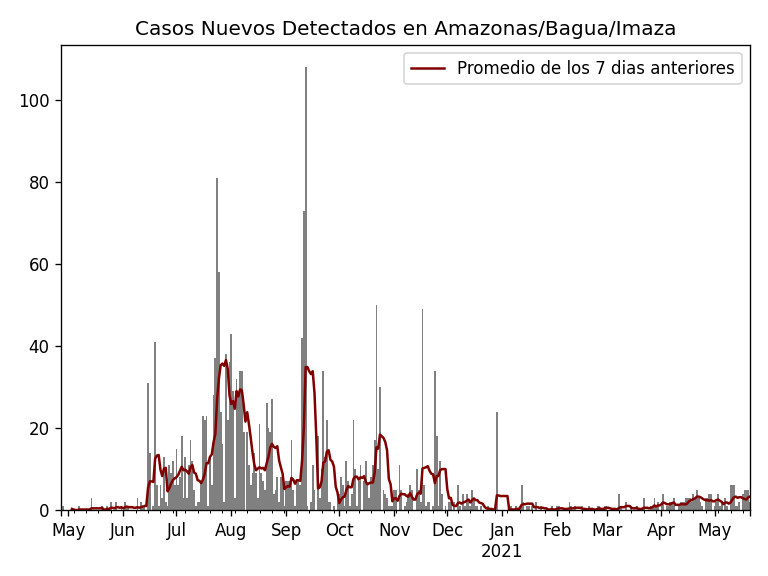 Casos Nuevos Detectados en Amazonas/Bagua/Imaza
Promedio de los 7 dias anteriores
100
80
60
40
20
0
May Jun Jul Aug Sep Oct Nov Dec Jan Feb Mar Apr May
2021